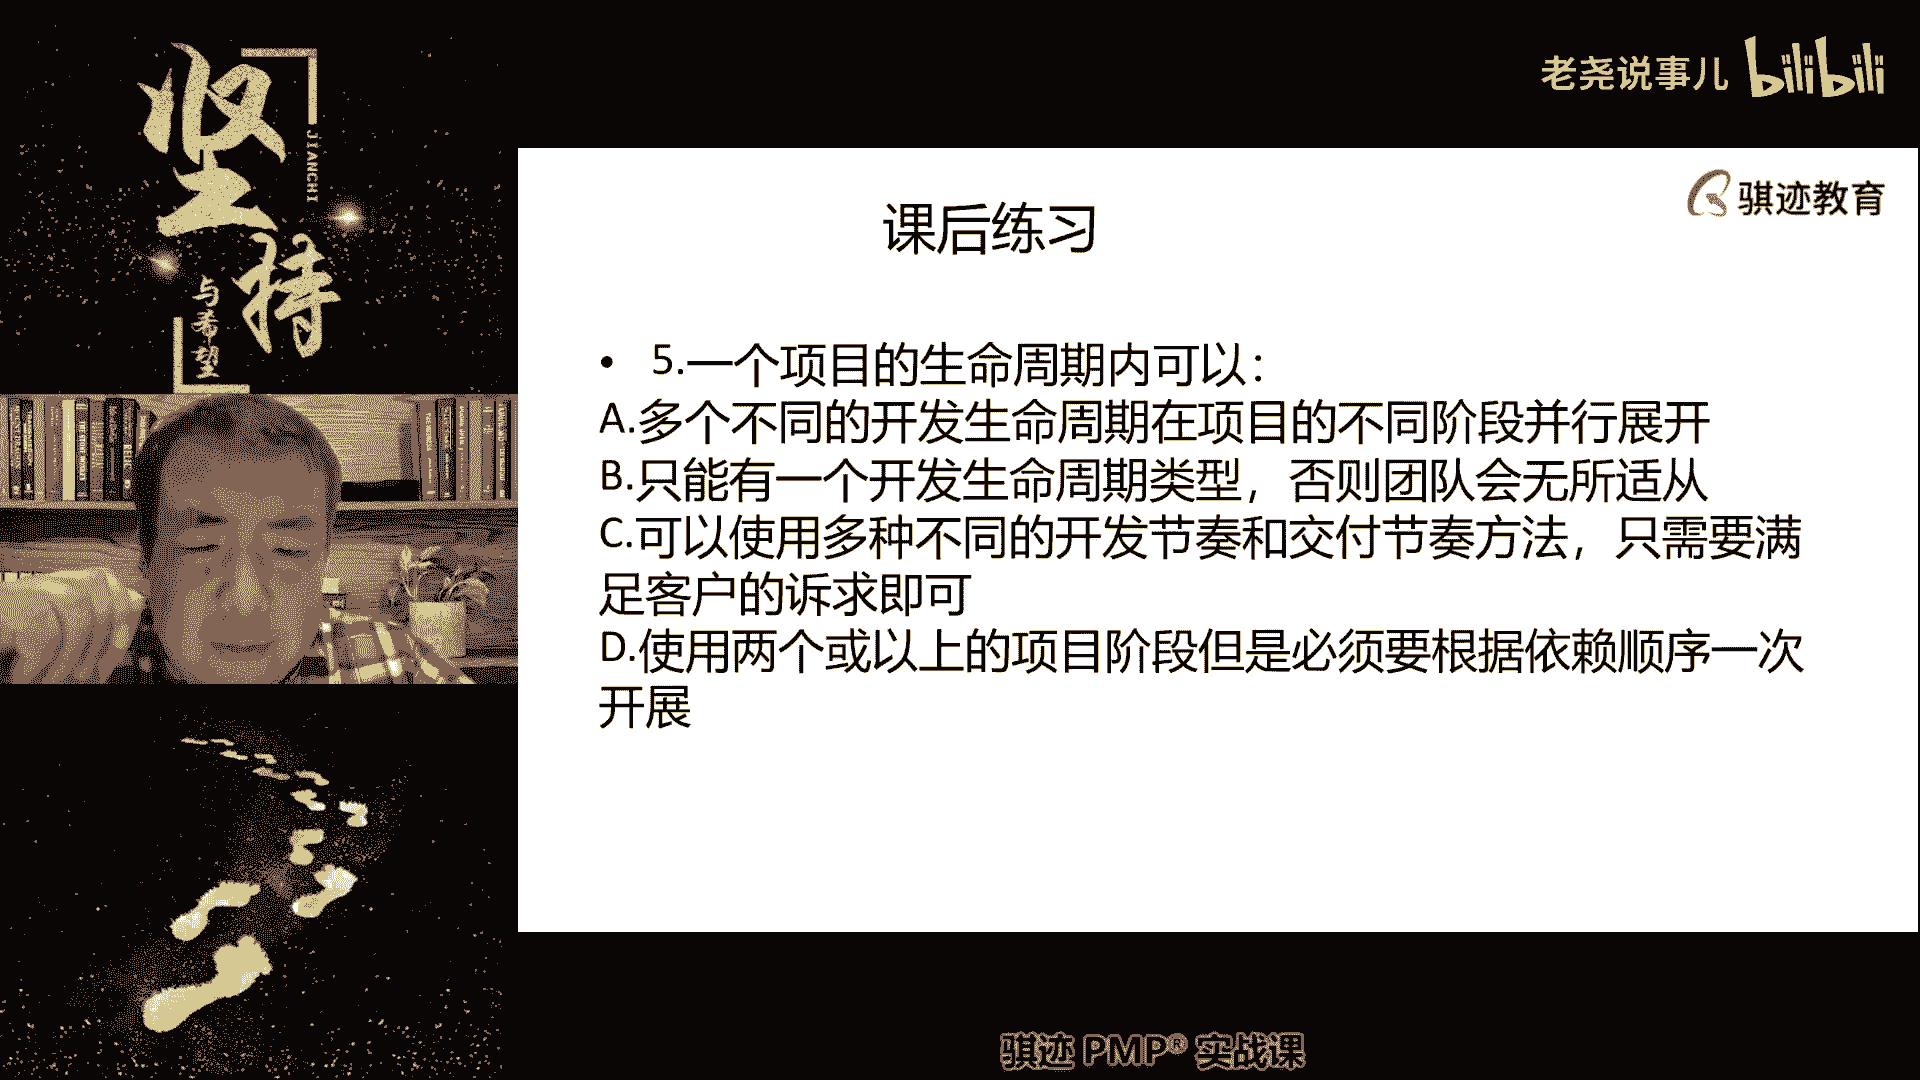 坚持
JIANCHI
与希望
老尧说事儿 bilibili
骐迹教育
课后练习
• 5.一个项目的生命周期内可以：
A.多个不同的开发生命周期在项目的不同阶段并行展开
B.只能有一个开发生命周期类型，否则团队会无所适从
C.可以使用多种不同的开发节奏和交付节奏方法，只需要满
足客户的诉求即可
D.使用两个或以上的项目阶段但是必须要根据依赖顺序一次
开展
骐迹 PMP® 实战课